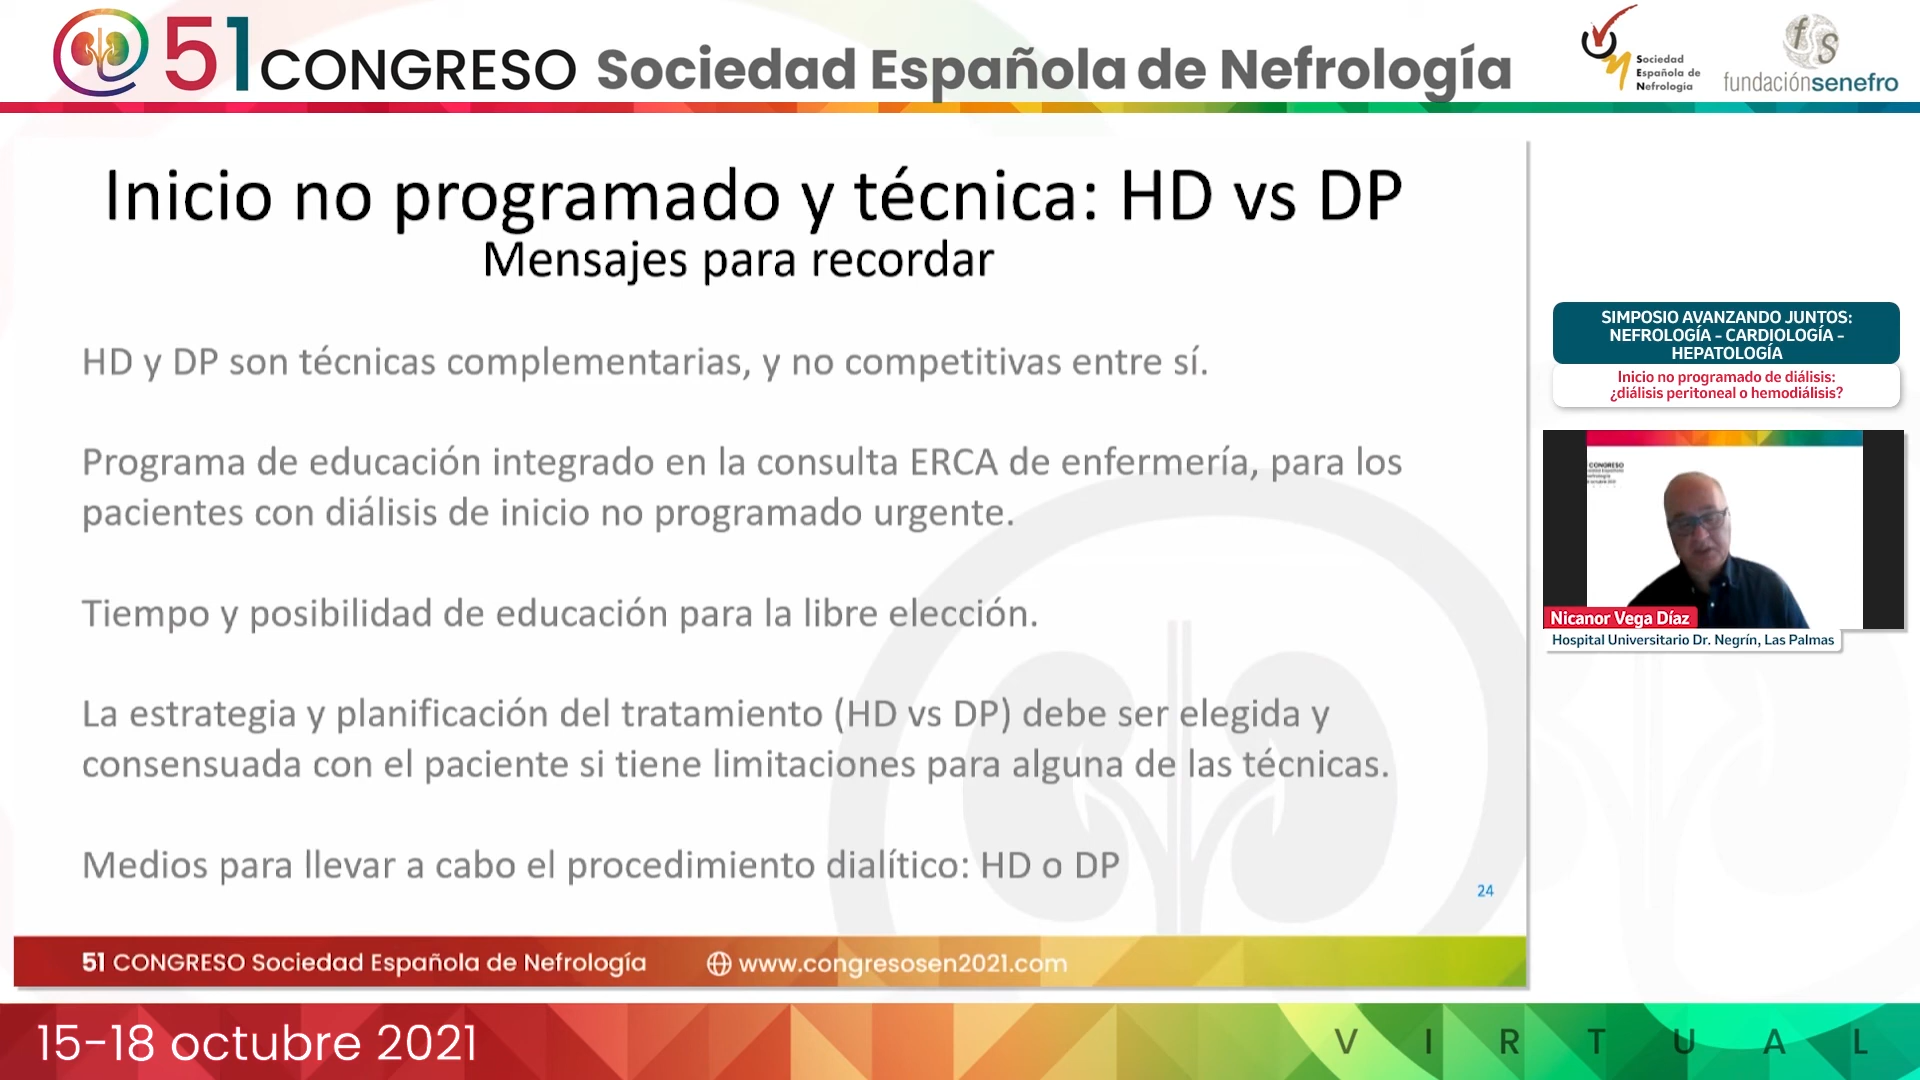 51 CONGRESO Sociedad Española de Nefrología
Sociedad
Española de
Nefrología
fundaciónsenefro
Inicio no programado y técnica: HD vs DP
Mensajes para recordar
HD y DP son técnicas complementarias, y no competitivas entre sí.
Programa de educación integrado en la consulta ERCA de enfermería, para los
pacientes con diálisis de inicio no programado urgente.
Tiempo y posibilidad de educación para la libre elección.
La estrategia y planificación del tratamiento (HD vs DP) debe ser elegida y
consensuada con el paciente si tiene limitaciones para alguna de las técnicas.
Medios para llevar a cabo el procedimiento dialítico: HD o DP
24
51 CONGRESO Sociedad Española de Nefrología
www.congresosen2021.com
SIMPOSIO AVANZANDO JUNTOS:
NEFROLOGÍA - CARDIOLOGÍA -
HEPATOLOGÍA
Inicio no programado de diálisis:
¿diálisis peritoneal o hemodiálisis?
CONGRESO
Nicanor Vega Díaz
Hospital Universitario Dr. Negrín, Las Palmas
15-18 octubre 2021
VIRTUAL